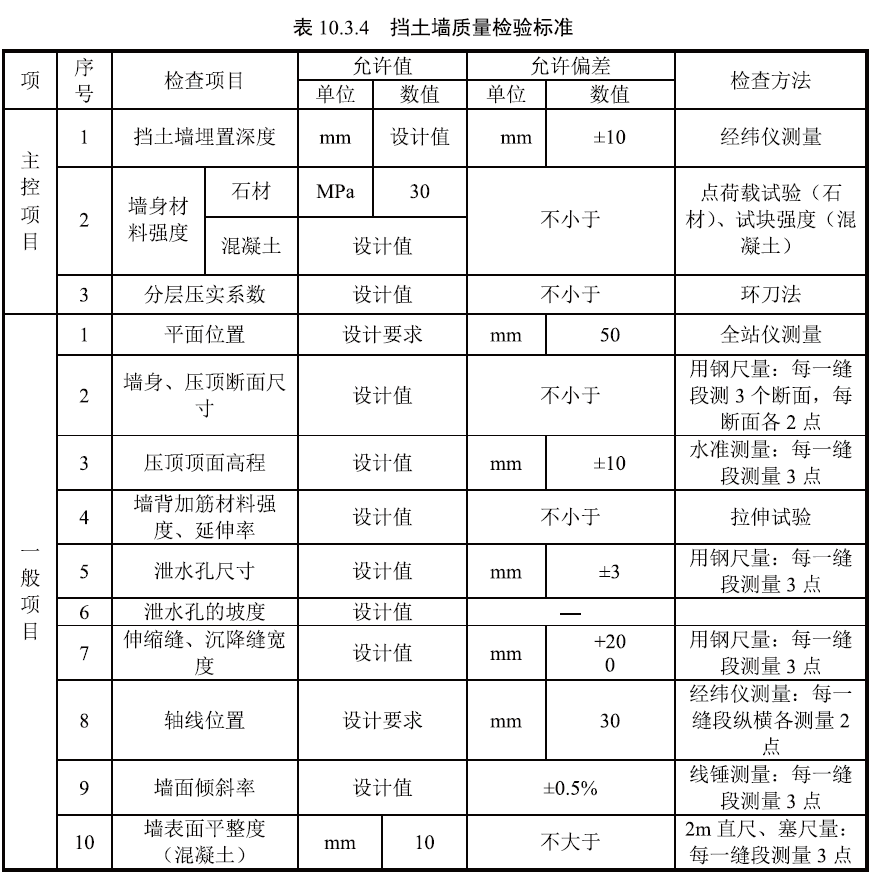 表 10.3.4 挡土墙质量检验标准
项 序号 检查项目 允许值 允许偏差 检查方法
单位 数值 单位 数值
主控项目
1 挡土墙埋置深度 mm 设计值 mm ±10 经纬仪测量
2 墙身材料强度 石材 MPa 30 不小于 点荷载试验（石材）、试块强度（混凝土）
混凝土 设计值
3 分层压实系数 设计值 不小于 环刀法
一般项目
1 平面位置 设计要求 mm 50 全站仪测量
2 墙身、压顶断面尺寸 设计值 不小于 用钢尺量：每一缝段测 3 个断面，每断面各 2 点
3 压顶顶面高程 设计值 mm ±10 水准测量：每一缝段测量 3 点
4 墙背加筋材料强度、延伸率 设计值 不小于 拉伸试验
5 泄水孔尺寸 设计值 mm ±3 用钢尺量：每一缝段测量 3 点
6 泄水孔的坡度 设计值 —
7 伸缩缝、沉降缝宽度 设计值 mm +20 0 用钢尺量：每一缝段测量 3 点
8 轴线位置 设计要求 mm 30 经纬仪测量：每一缝段纵横各测量 2 点
9 墙面倾斜率 设计值 ±0.5% 线锤测量：每一缝段测量 3 点
10 墙表面平整度（混凝土） mm 10 不大于 2m 直尺、塞尺量：每一缝段测量 3 点